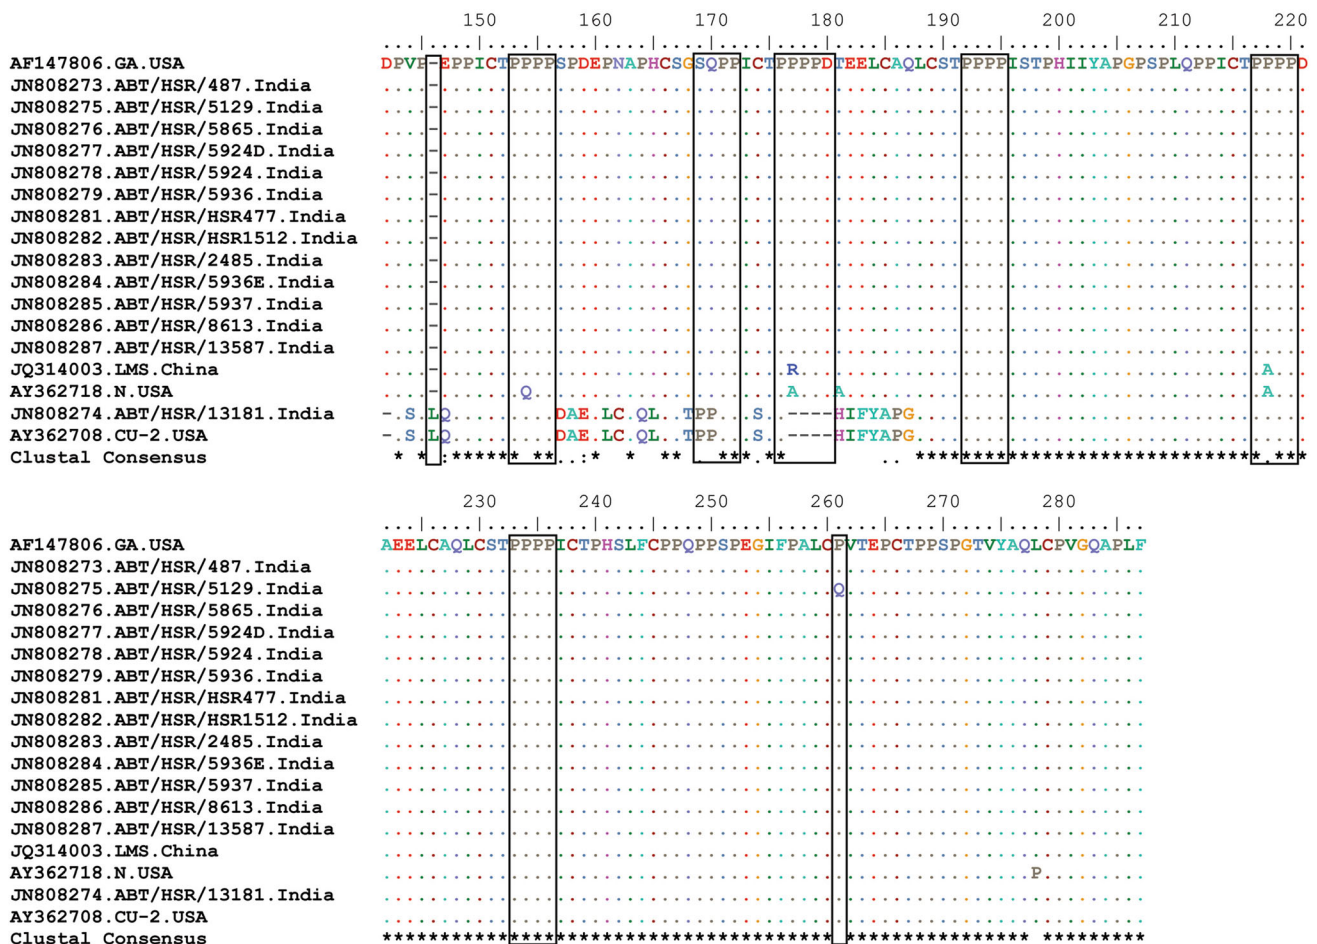 150 160 170 180 190 200 210 220
AF147806.GA.USA DPVP-EPPICTPPPPSPDEPNAPHCSGSQPPICTPPPPDTEELCAQLCSTPPPPISTPHIIYAPGPSPLQPPICTPPPPD
JN808273.ABT/HSR/487.India -
JN808275.ABT/HSR/5129.India -
JN808276.ABT/HSR/5865.India -
JN808277.ABT/HSR/5924D.India -
JN808278.ABT/HSR/5924.India -
JN808279.ABT/HSR/5936.India -
JN808281.ABT/HSR/HSR477.India -
JN808282.ABT/HSR/HSR1512.India -
JN808283.ABT/HSR/2485.India -
JN808284.ABT/HSR/5936E.India -
JN808285.ABT/HSR/5937.India -
JN808286.ABT/HSR/8613.India -
JN808287.ABT/HSR/13587.India -
JQ314003.LMS.China - R A
AY362718.N.USA - Q A A A
JN808274.ABT/HSR/13181.India -.S.LQ DAE.LC.QL..TPP.PP S ----HIFYAPG
AY362708.CU-2.USA -.S.LQ DAE.LC.QL..TPP.PP S ----HIFYAPG
Clustal Consensus
230 240 250 260 270 280
AF147806.GA.USA AEELCAQLCSTPPPPICTPHSLFCPPQPPSPEGIFPALCPVTEPCTPPSPGTVYAQLCPVGQAPLF
JN808273.ABT/HSR/487.India
JN808275.ABT/HSR/5129.India Q
JN808276.ABT/HSR/5865.India
JN808277.ABT/HSR/5924D.India
JN808278.ABT/HSR/5924.India
JN808279.ABT/HSR/5936.India
JN808281.ABT/HSR/HSR477.India
JN808282.ABT/HSR/HSR1512.India
JN808283.ABT/HSR/2485.India
JN808284.ABT/HSR/5936E.India
JN808285.ABT/HSR/5937.India
JN808286.ABT/HSR/8613.India
JN808287.ABT/HSR/13587.India
JQ314003.LMS.China
AY362718.N.USA P
JN808274.ABT/HSR/13181.India
AY362708.CU-2.USA
Clustal Consensus